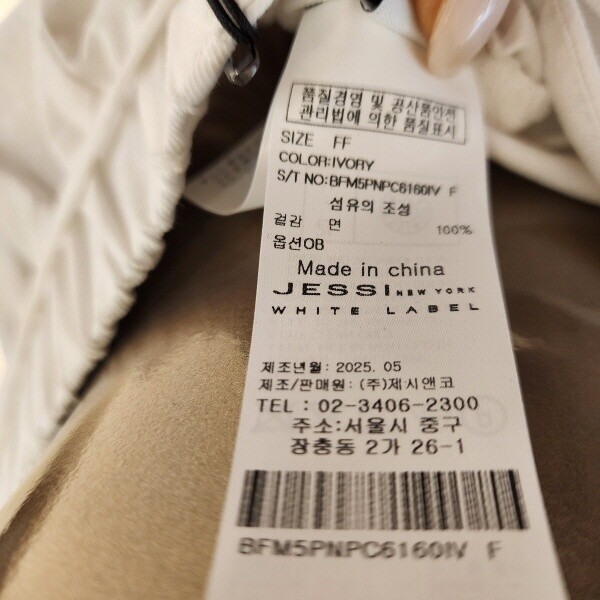 품질경영 및 공산품안전
관리법에 의한 품질표시
SIZE FF
COLOR:IVORY
S/T NO:BFM5PNPC6160IV F
섬유의 조성
겉감 면 100%
옵션OB
Made in china
JESSI NEW YORK
WHITE LABEL
제조년월: 2025. 05
제조/판매원: (주)제시앤코
TEL : 02-3406-2300
주소:서울시 중구
장충동 2가 26-1
BFM5PNPC6160IV F